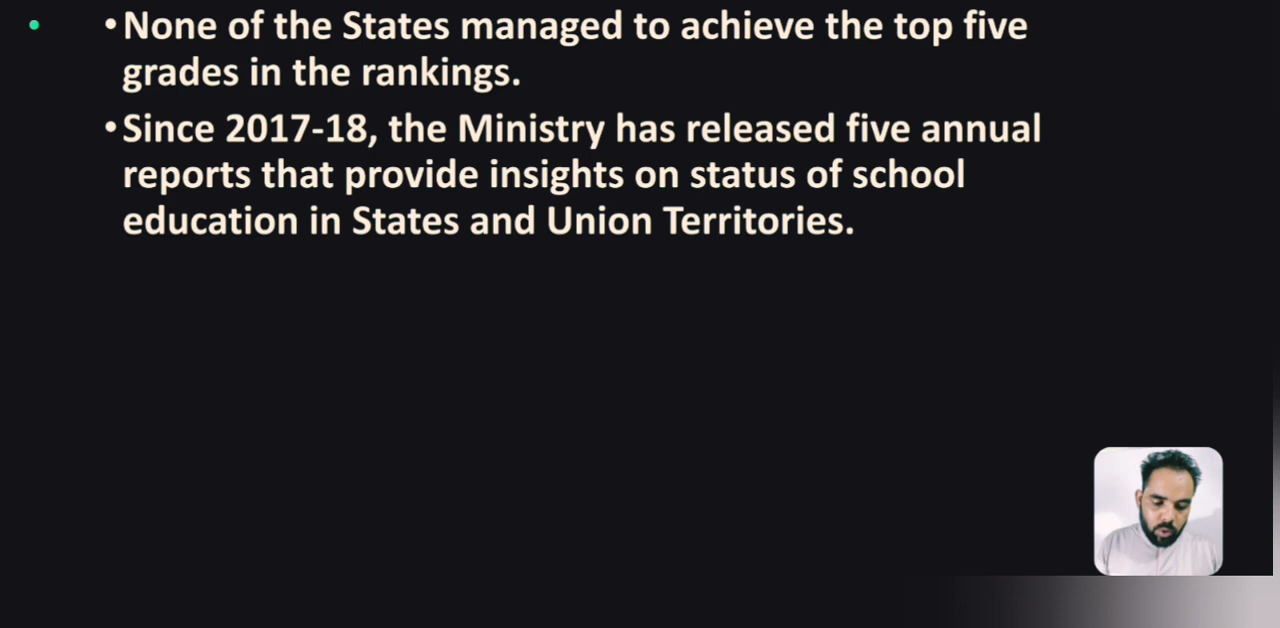 •None of the States managed to achieve the top five
grades in the rankings.
•Since 2017-18, the Ministry has released five annual
reports that provide insights on status of school
education in States and Union Territories.